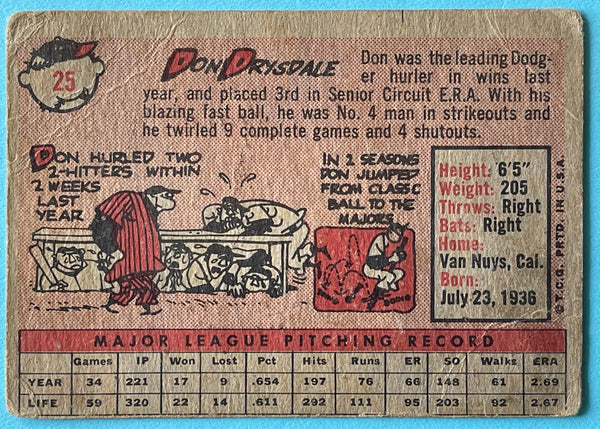 25
DON DRYSDALE
Don was the leading Dodg-
er hurler in wins last
year, and placed 3rd in Senior Circuit E.R.A. With his
blazing fast ball, he was No. 4 man in strikeouts and
he twirled 9 complete games and 4 shutouts.
DON HURLED TWO
2-HITTERS WITHIN
2 WEEKS
LAST
YEAR
IN 2 SEASONS
DON JUMPED
FROM CLASS C
BALL TO THE
MAJORS
Height: 6'5"
Weight: 205
Throws: Right
Bats: Right
Home:
Van Nuys, Cal.
Born:
July 23, 1936
© T.C.G. PRTD. IN U.S.A.
MAJOR LEAGUE PITCHING RECORD
Games IP Won Lost Pct Hits Runs ER SO Walks ERA
YEAR 34 221 17 9 .654 197 76 66 148 61 2.69
LIFE 59 320 22 14 .611 292 112 95 203 92 2.67